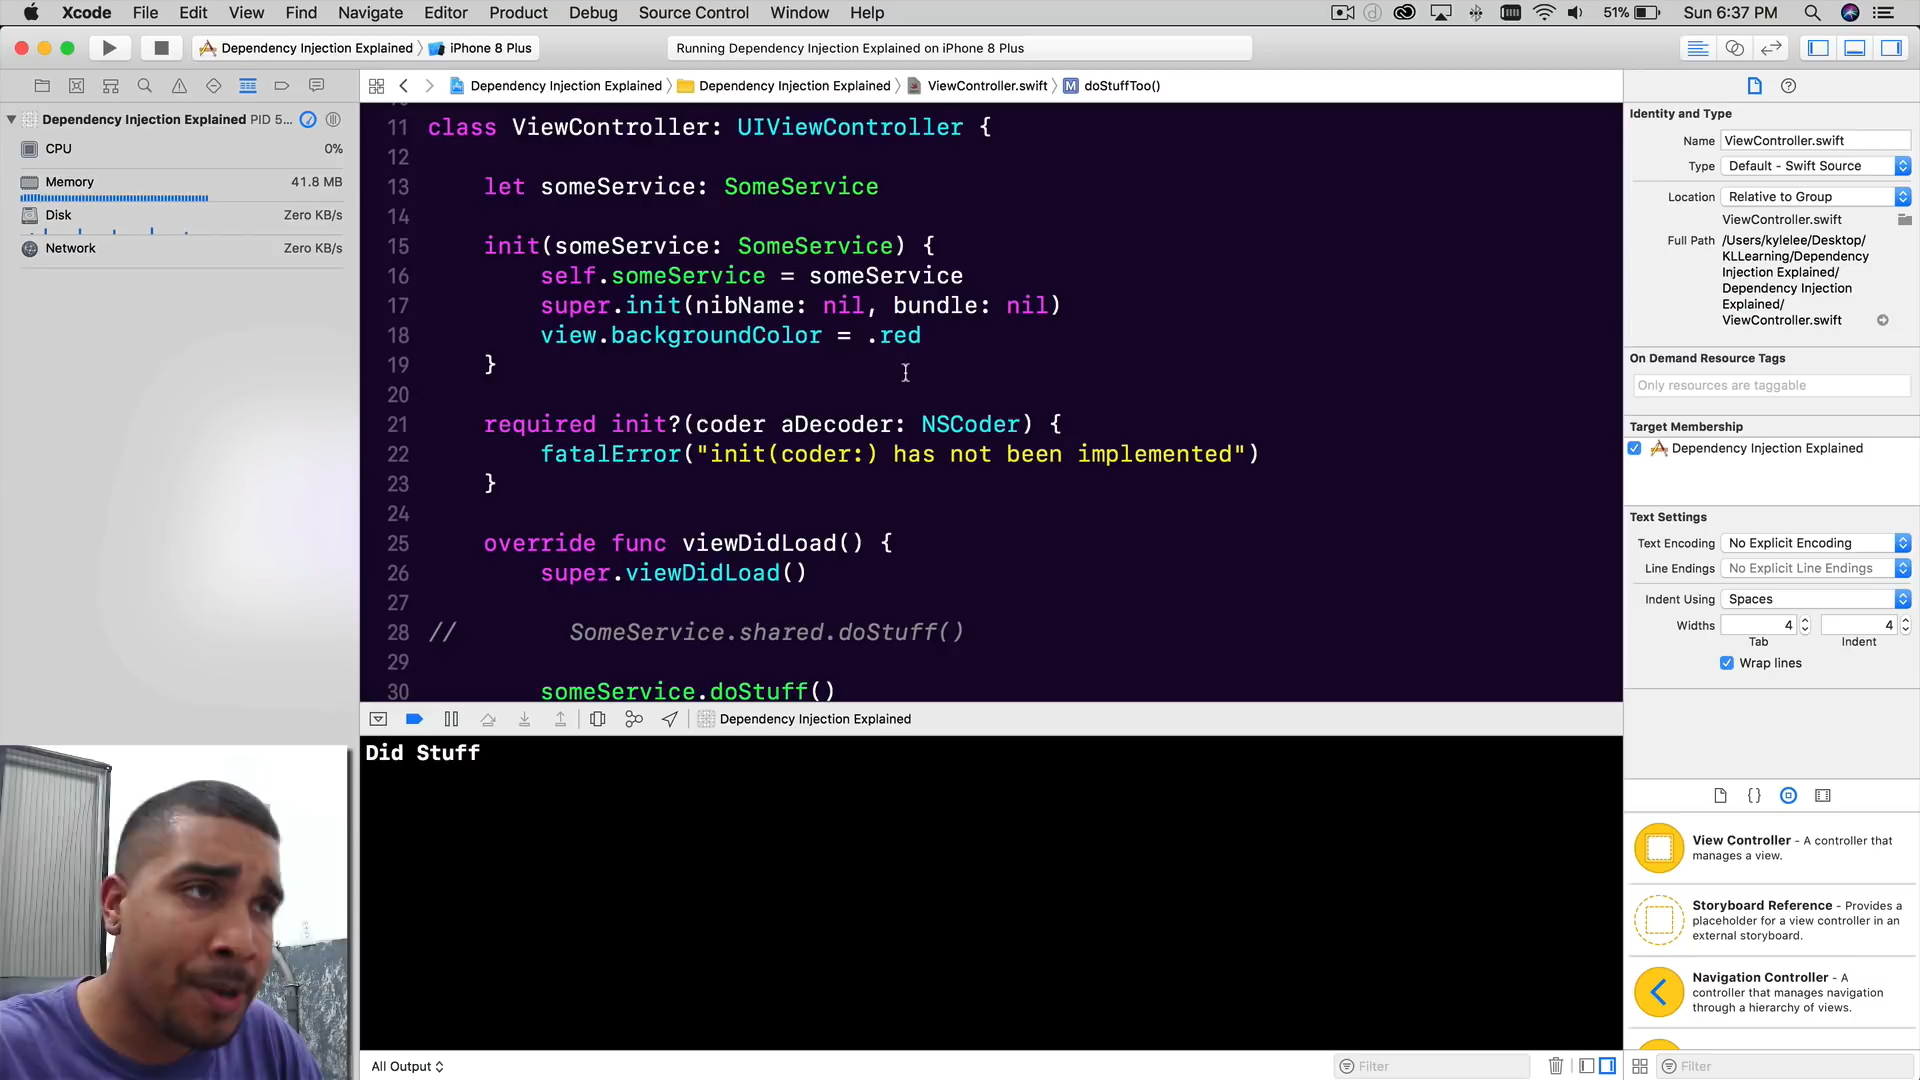 Xcode File Edit View Find Navigate Editor Product Debug Source Control Window Help 51% Sun 6:37 PM
Dependency Injection Explained iPhone 8 Plus
Running Dependency Injection Explained on iPhone 8 Plus
Dependency Injection Explained Dependency Injection Explained ViewController.swift M doStuffToo()
Dependency Injection Explained PID 5...
CPU 0%
Memory 41.8 MB
Disk Zero KB/s
Network Zero KB/s
11 class ViewController: UIViewController {
12
13 let someService: SomeService
14
15 init(someService: SomeService) {
16 self.someService = someService
17 super.init(nibName: nil, bundle: nil)
18 view.backgroundColor = .red
19 }
20
21 required init?(coder aDecoder: NSCoder) {
22 fatalError("init(coder:) has not been implemented")
23 }
24
25 override func viewDidLoad() {
26 super.viewDidLoad()
27
28 // SomeService.shared.doStuff()
29
30 someService.doStuff()
Dependency Injection Explained
Did Stuff
All Output
Filter
Identity and Type
Name ViewController.swift
Type Default - Swift Source
Location Relative to Group
ViewController.swift
Full Path /Users/kylelee/Desktop/
KLLearning/Dependency
Injection Explained/
Dependency Injection
Explained/
ViewController.swift
On Demand Resource Tags
Only resources are taggable
Target Membership
Dependency Injection Explained
Text Settings
Text Encoding No Explicit Encoding
Line Endings No Explicit Line Endings
Indent Using Spaces
Widths 4 4
Tab Indent
Wrap lines
{}
View Controller - A controller that
manages a view.
Storyboard Reference - Provides a
placeholder for a view controller in an
external storyboard.
Navigation Controller - A
controller that manages navigation
through a hierarchy of views.
Filter